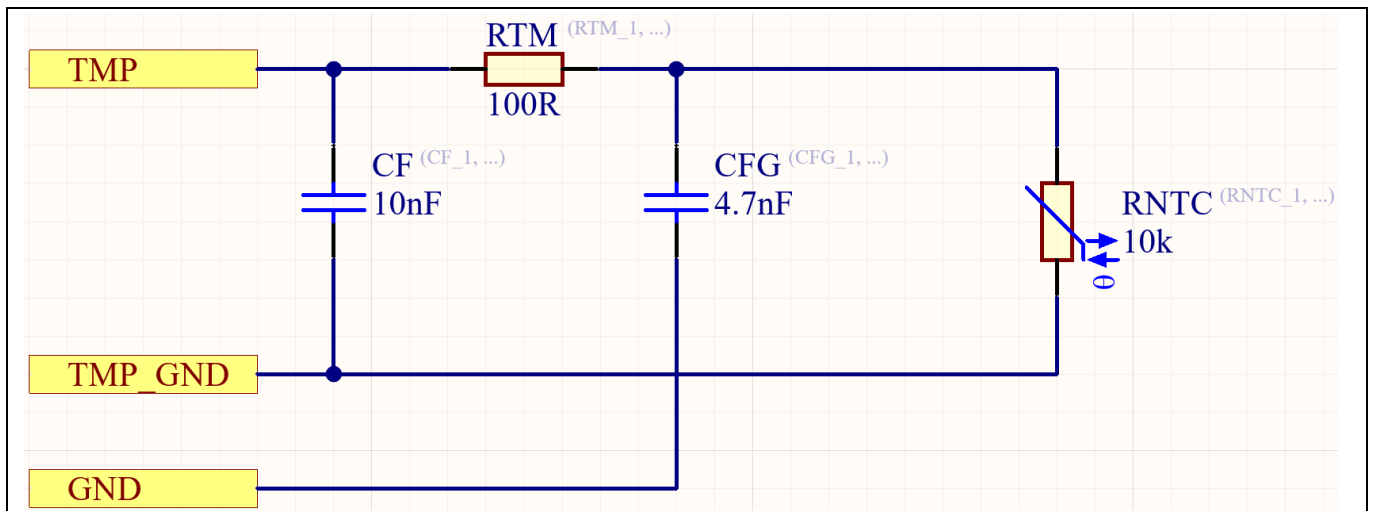 RTM (RTM_1, ...)
TMP
100R
CF (CF_1, ...)
10nF
CFG (CFG_1, ...)
4.7nF
RNTC (RNTC_1, ...)
10k
θ
TMP_GND
GND